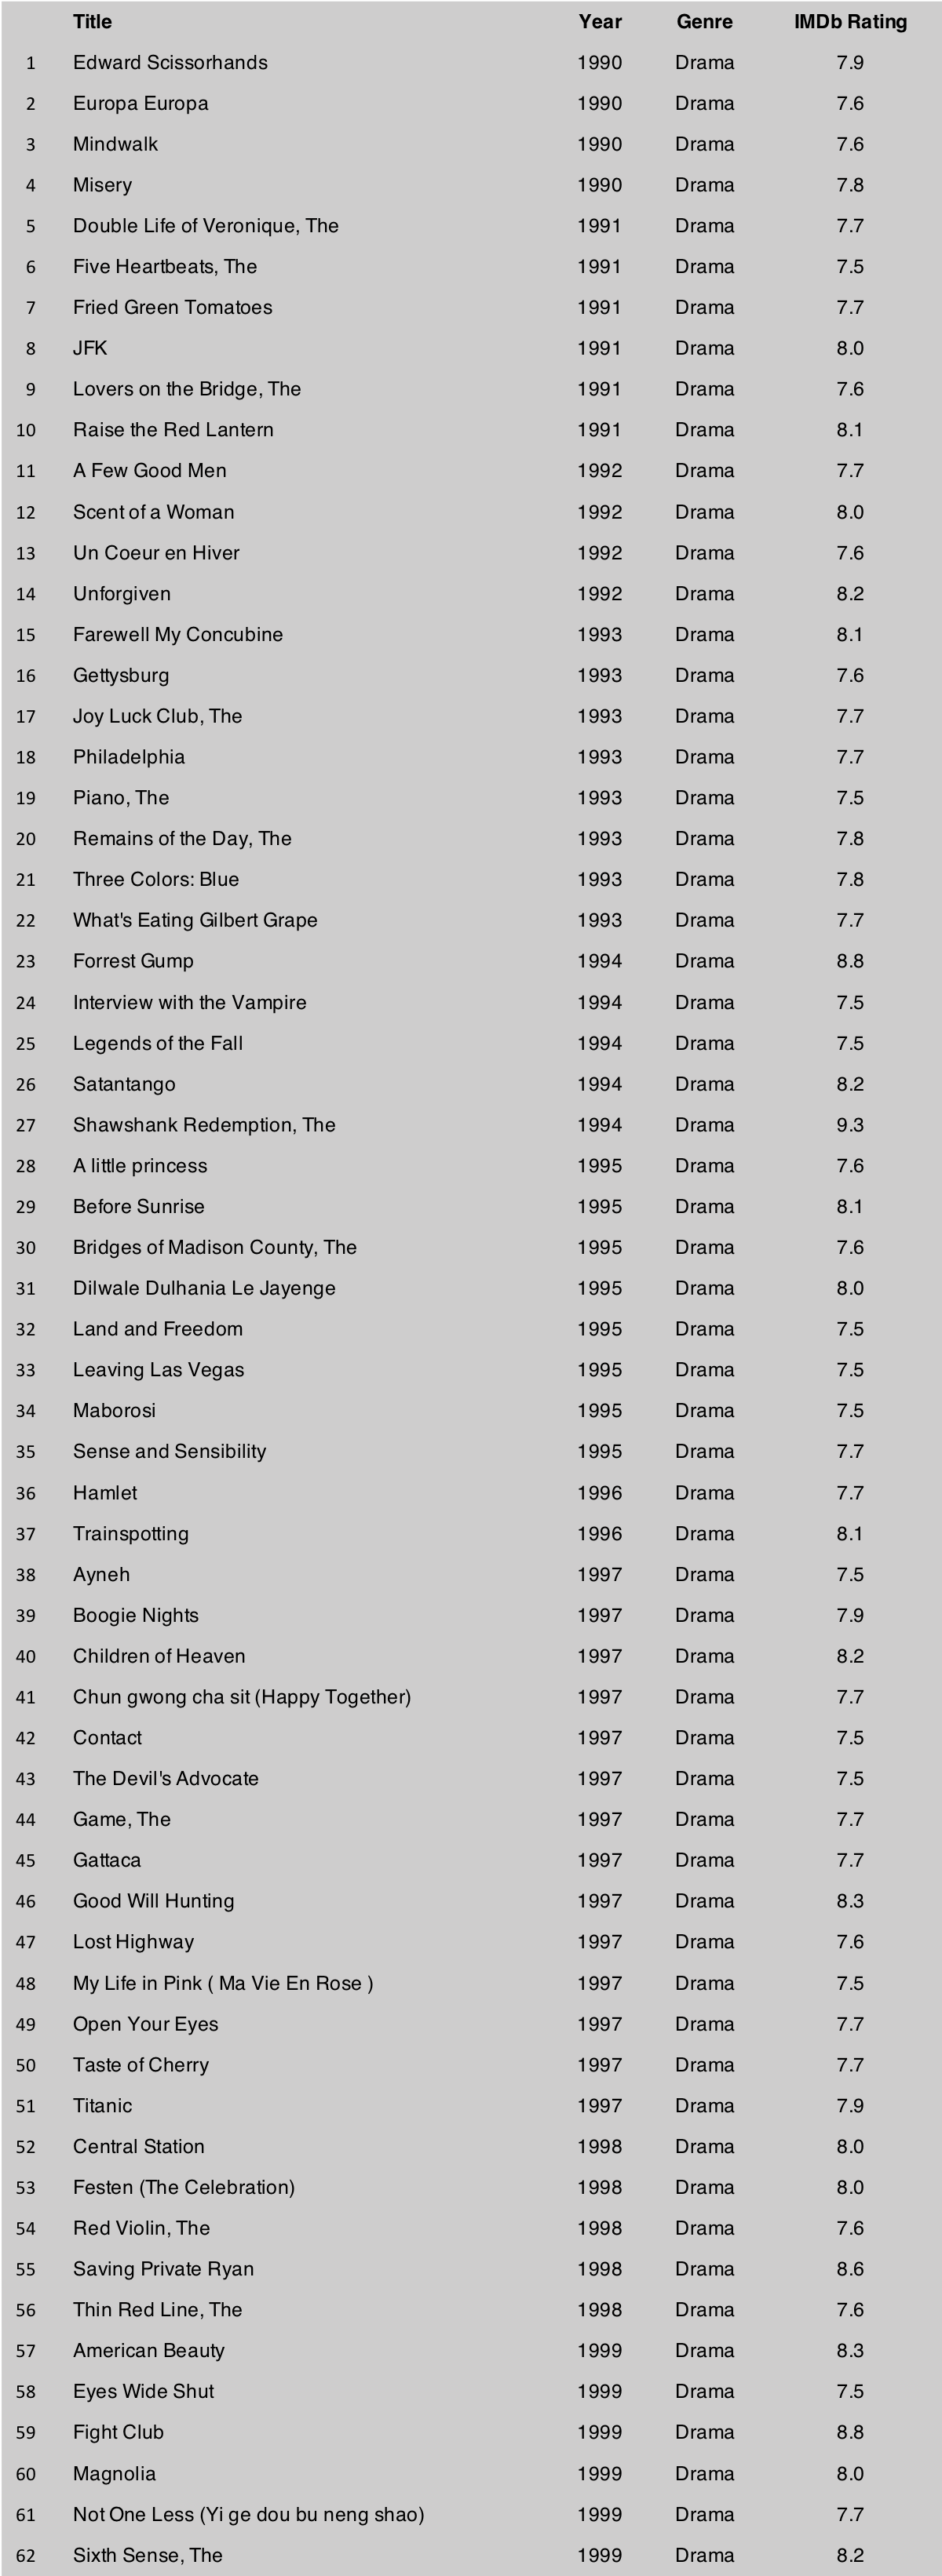 Title Year Genre IMDb Rating
1 Edward Scissorhands 1990 Drama 7.9
2 Europa Europa 1990 Drama 7.6
3 Mindwalk 1990 Drama 7.6
4 Misery 1990 Drama 7.8
5 Double Life of Veronique, The 1991 Drama 7.7
6 Five Heartbeats, The 1991 Drama 7.5
7 Fried Green Tomatoes 1991 Drama 7.7
8 JFK 1991 Drama 8.0
9 Lovers on the Bridge, The 1991 Drama 7.6
10 Raise the Red Lantern 1991 Drama 8.1
11 A Few Good Men 1992 Drama 7.7
12 Scent of a Woman 1992 Drama 8.0
13 Un Coeur en Hiver 1992 Drama 7.6
14 Unforgiven 1992 Drama 8.2
15 Farewell My Concubine 1993 Drama 8.1
16 Gettysburg 1993 Drama 7.6
17 Joy Luck Club, The 1993 Drama 7.7
18 Philadelphia 1993 Drama 7.7
19 Piano, The 1993 Drama 7.5
20 Remains of the Day, The 1993 Drama 7.8
21 Three Colors: Blue 1993 Drama 7.8
22 What's Eating Gilbert Grape 1993 Drama 7.7
23 Forrest Gump 1994 Drama 8.8
24 Interview with the Vampire 1994 Drama 7.5
25 Legends of the Fall 1994 Drama 7.5
26 Satantango 1994 Drama 8.2
27 Shawshank Redemption, The 1994 Drama 9.3
28 A little princess 1995 Drama 7.6
29 Before Sunrise 1995 Drama 8.1
30 Bridges of Madison County, The 1995 Drama 7.6
31 Dilwale Dulhania Le Jayenge 1995 Drama 8.0
32 Land and Freedom 1995 Drama 7.5
33 Leaving Las Vegas 1995 Drama 7.5
34 Maborosi 1995 Drama 7.5
35 Sense and Sensibility 1995 Drama 7.7
36 Hamlet 1996 Drama 7.7
37 Trainspotting 1996 Drama 8.1
38 Ayneh 1997 Drama 7.5
39 Boogie Nights 1997 Drama 7.9
40 Children of Heaven 1997 Drama 8.2
41 Chun gwong cha sit (Happy Together) 1997 Drama 7.7
42 Contact 1997 Drama 7.5
43 The Devil's Advocate 1997 Drama 7.5
44 Game, The 1997 Drama 7.7
45 Gattaca 1997 Drama 7.7
46 Good Will Hunting 1997 Drama 8.3
47 Lost Highway 1997 Drama 7.6
48 My Life in Pink ( Ma Vie En Rose ) 1997 Drama 7.5
49 Open Your Eyes 1997 Drama 7.7
50 Taste of Cherry 1997 Drama 7.7
51 Titanic 1997 Drama 7.9
52 Central Station 1998 Drama 8.0
53 Festen (The Celebration) 1998 Drama 8.0
54 Red Violin, The 1998 Drama 7.6
55 Saving Private Ryan 1998 Drama 8.6
56 Thin Red Line, The 1998 Drama 7.6
57 American Beauty 1999 Drama 8.3
58 Eyes Wide Shut 1999 Drama 7.5
59 Fight Club 1999 Drama 8.8
60 Magnolia 1999 Drama 8.0
61 Not One Less (Yi ge dou bu neng shao) 1999 Drama 7.7
62 Sixth Sense, The 1999 Drama 8.2